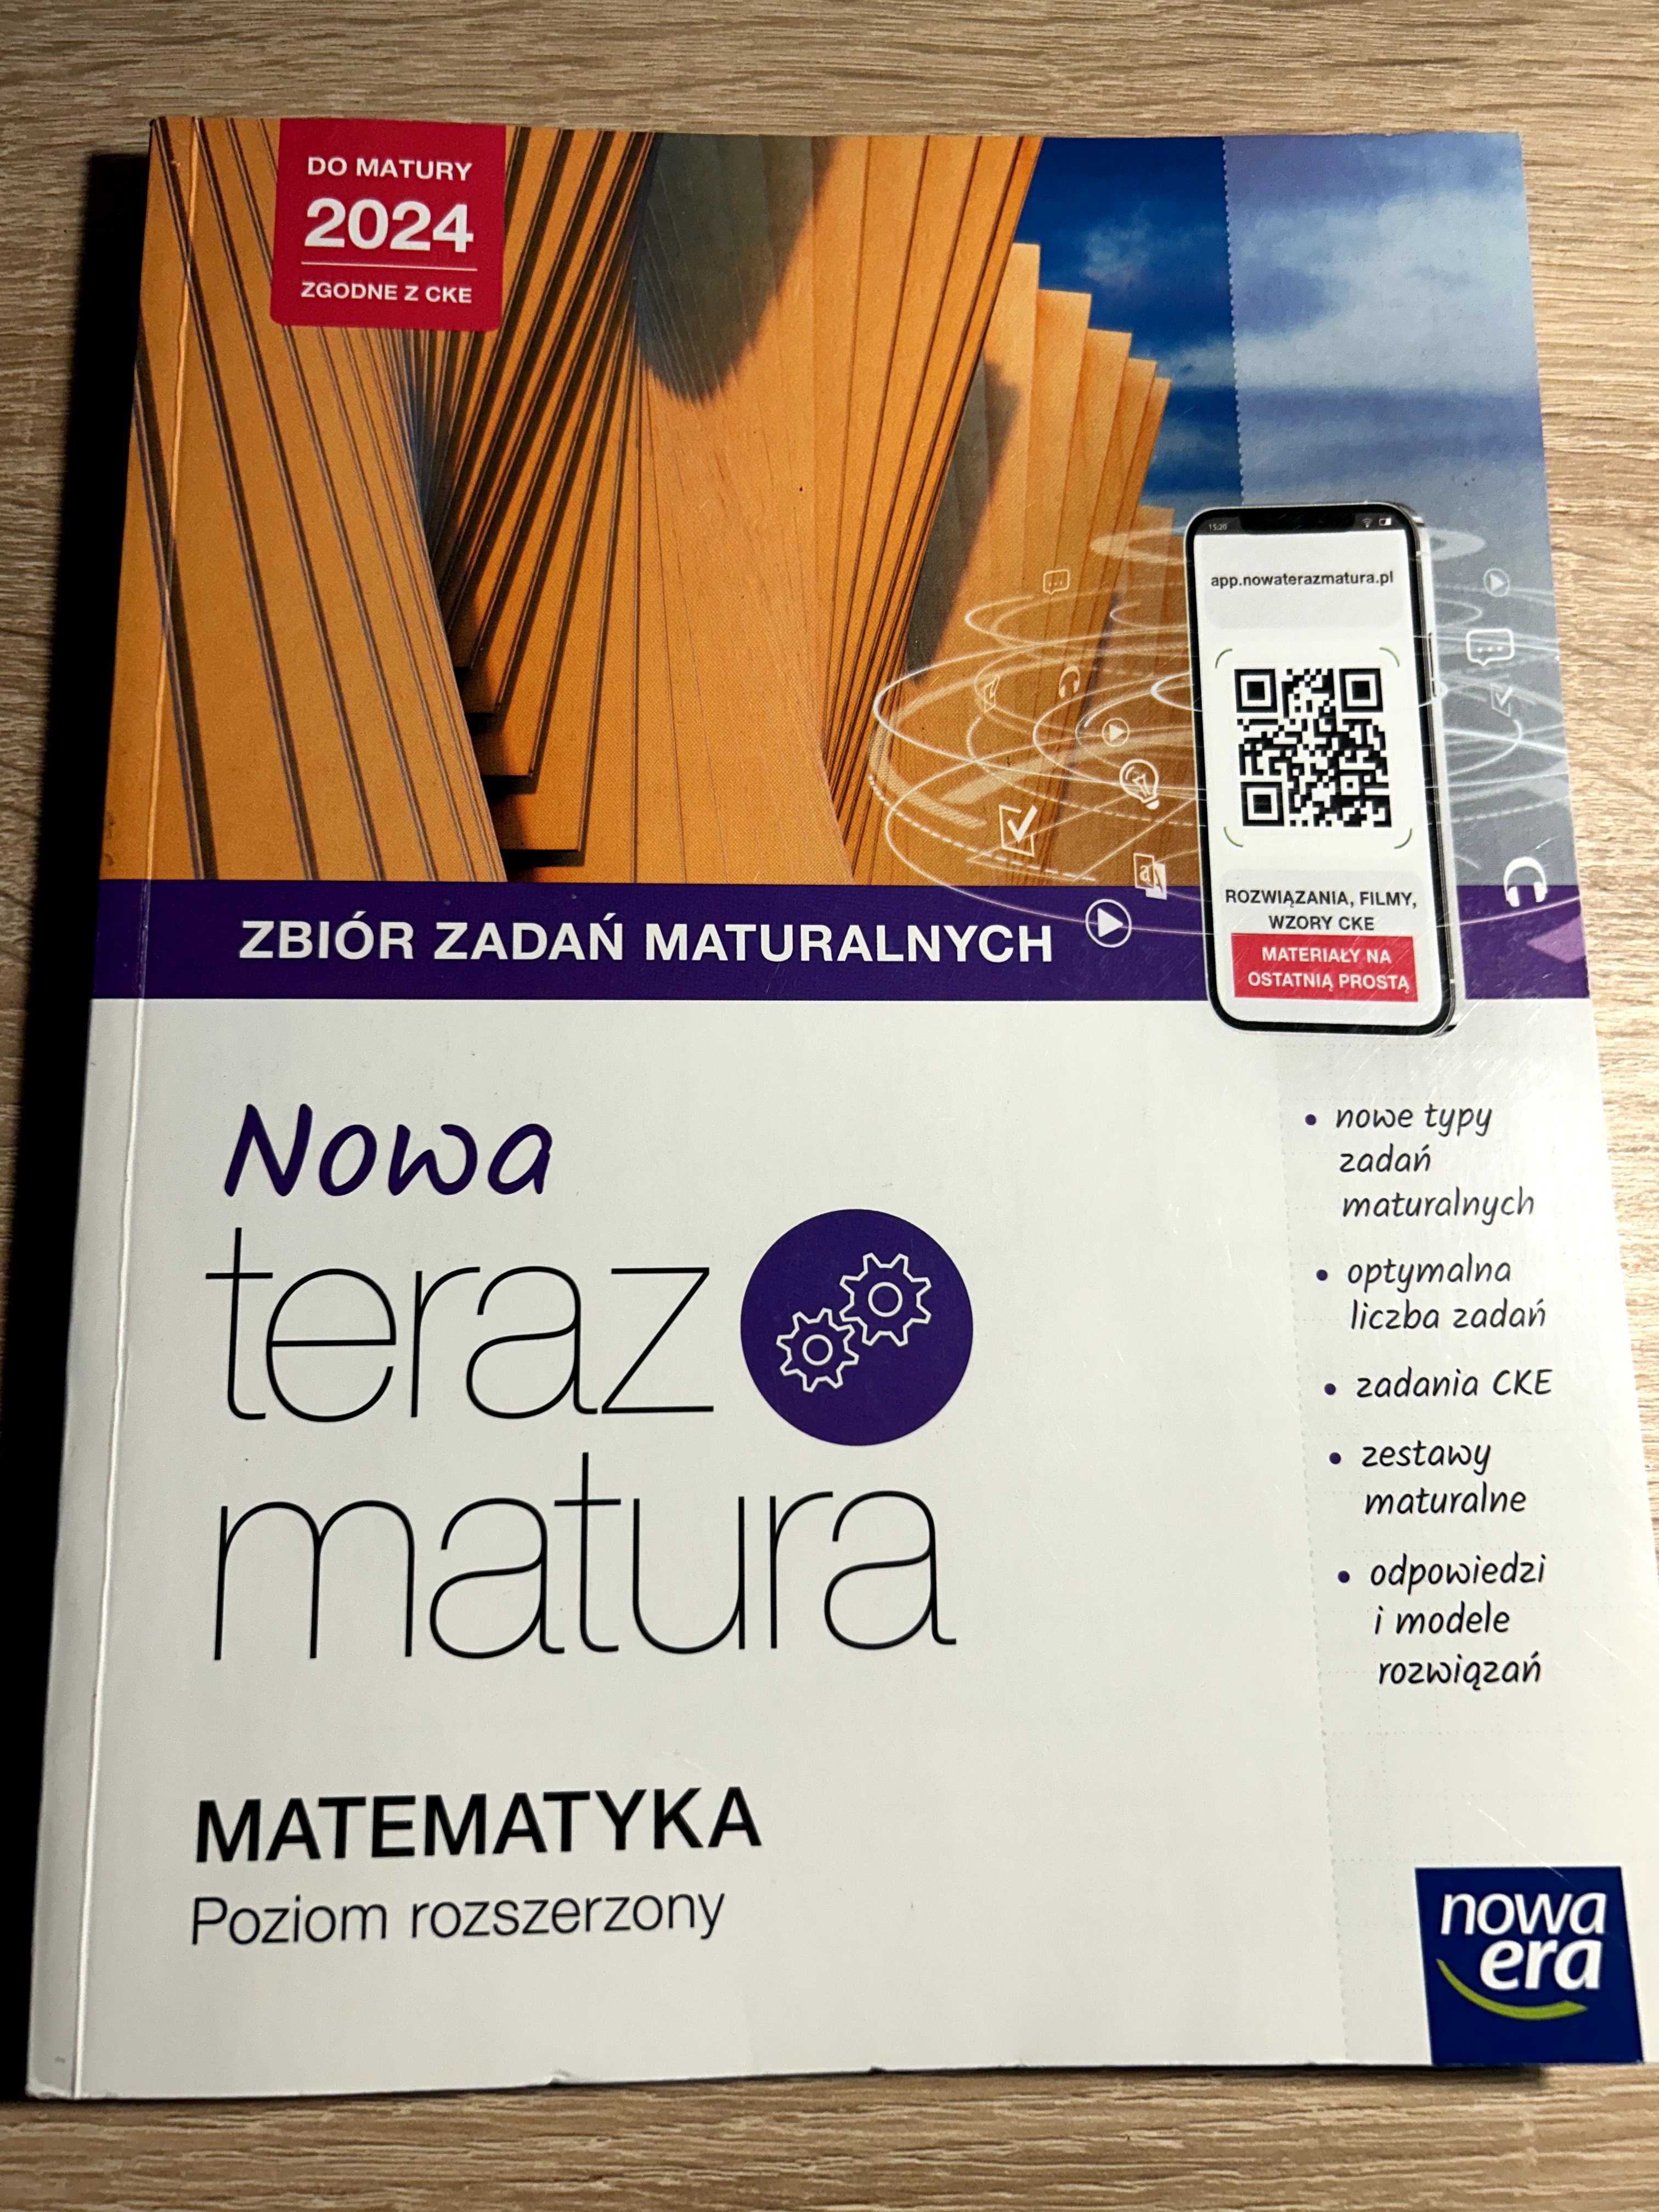 DO MATURY
2024
ZGODNE Z CKE
15:20
app.nowaterazmatura.pl
ROZWIĄZANIA, FILMY,
WZORY CKE
MATERIAŁY NA
OSTATNIĄ PROSTĄ
ZBIÓR ZADAŃ MATURALNYCH
Nowa
teraz
matura
• nowe typy
zadań
maturalnych
• optymalna
liczba zadań
• zadania CKE
• zestawy
maturalne
• odpowiedzi
i modele
rozwiązań
MATEMATYKA
Poziom rozszerzony
nowa
era